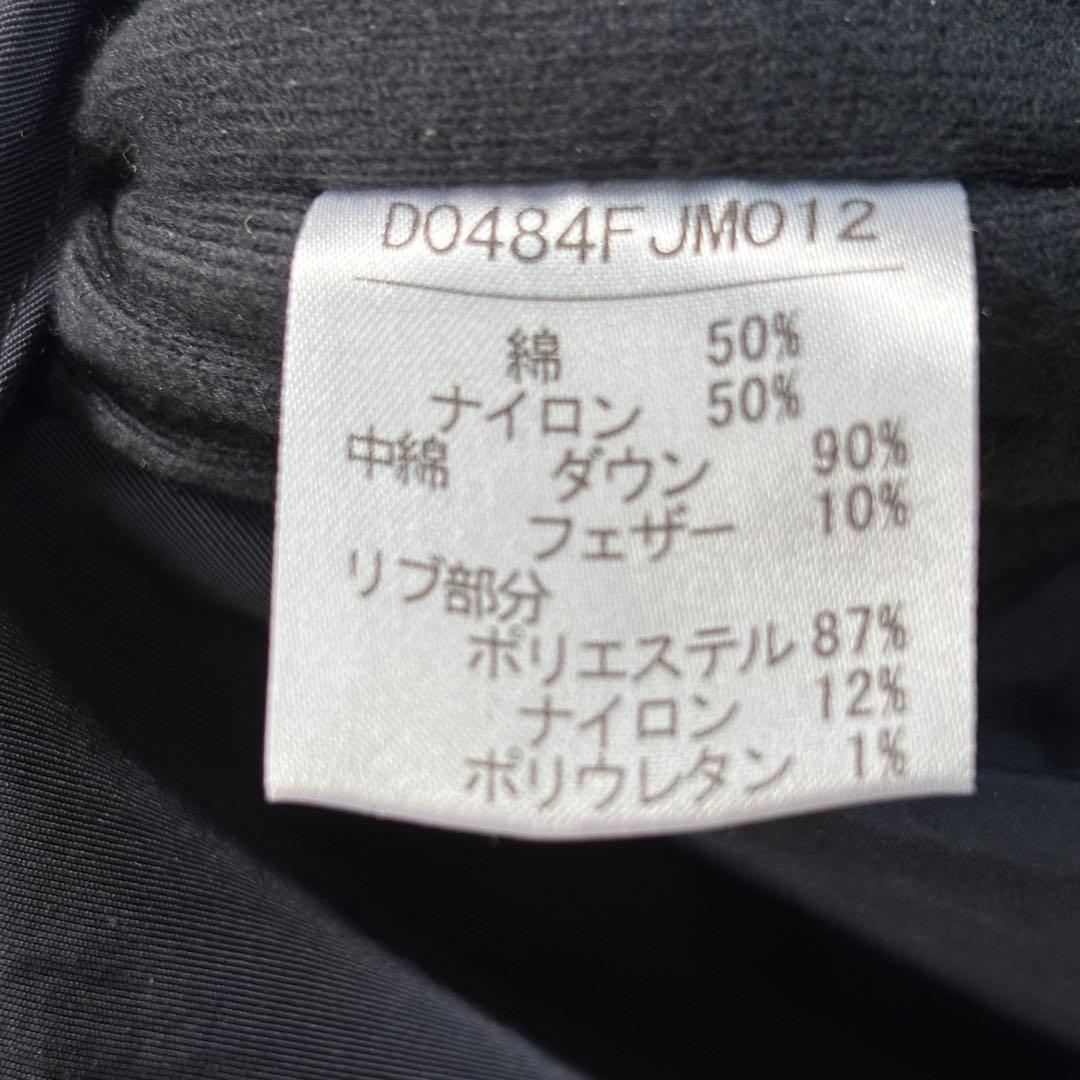 D0484FJM012
綿 50%
ナイロン 50%
中綿 ダウン 90%
フェザー 10%
リブ部分
ポリエステル 87%
ナイロン 12%
ポリウレタン 1%